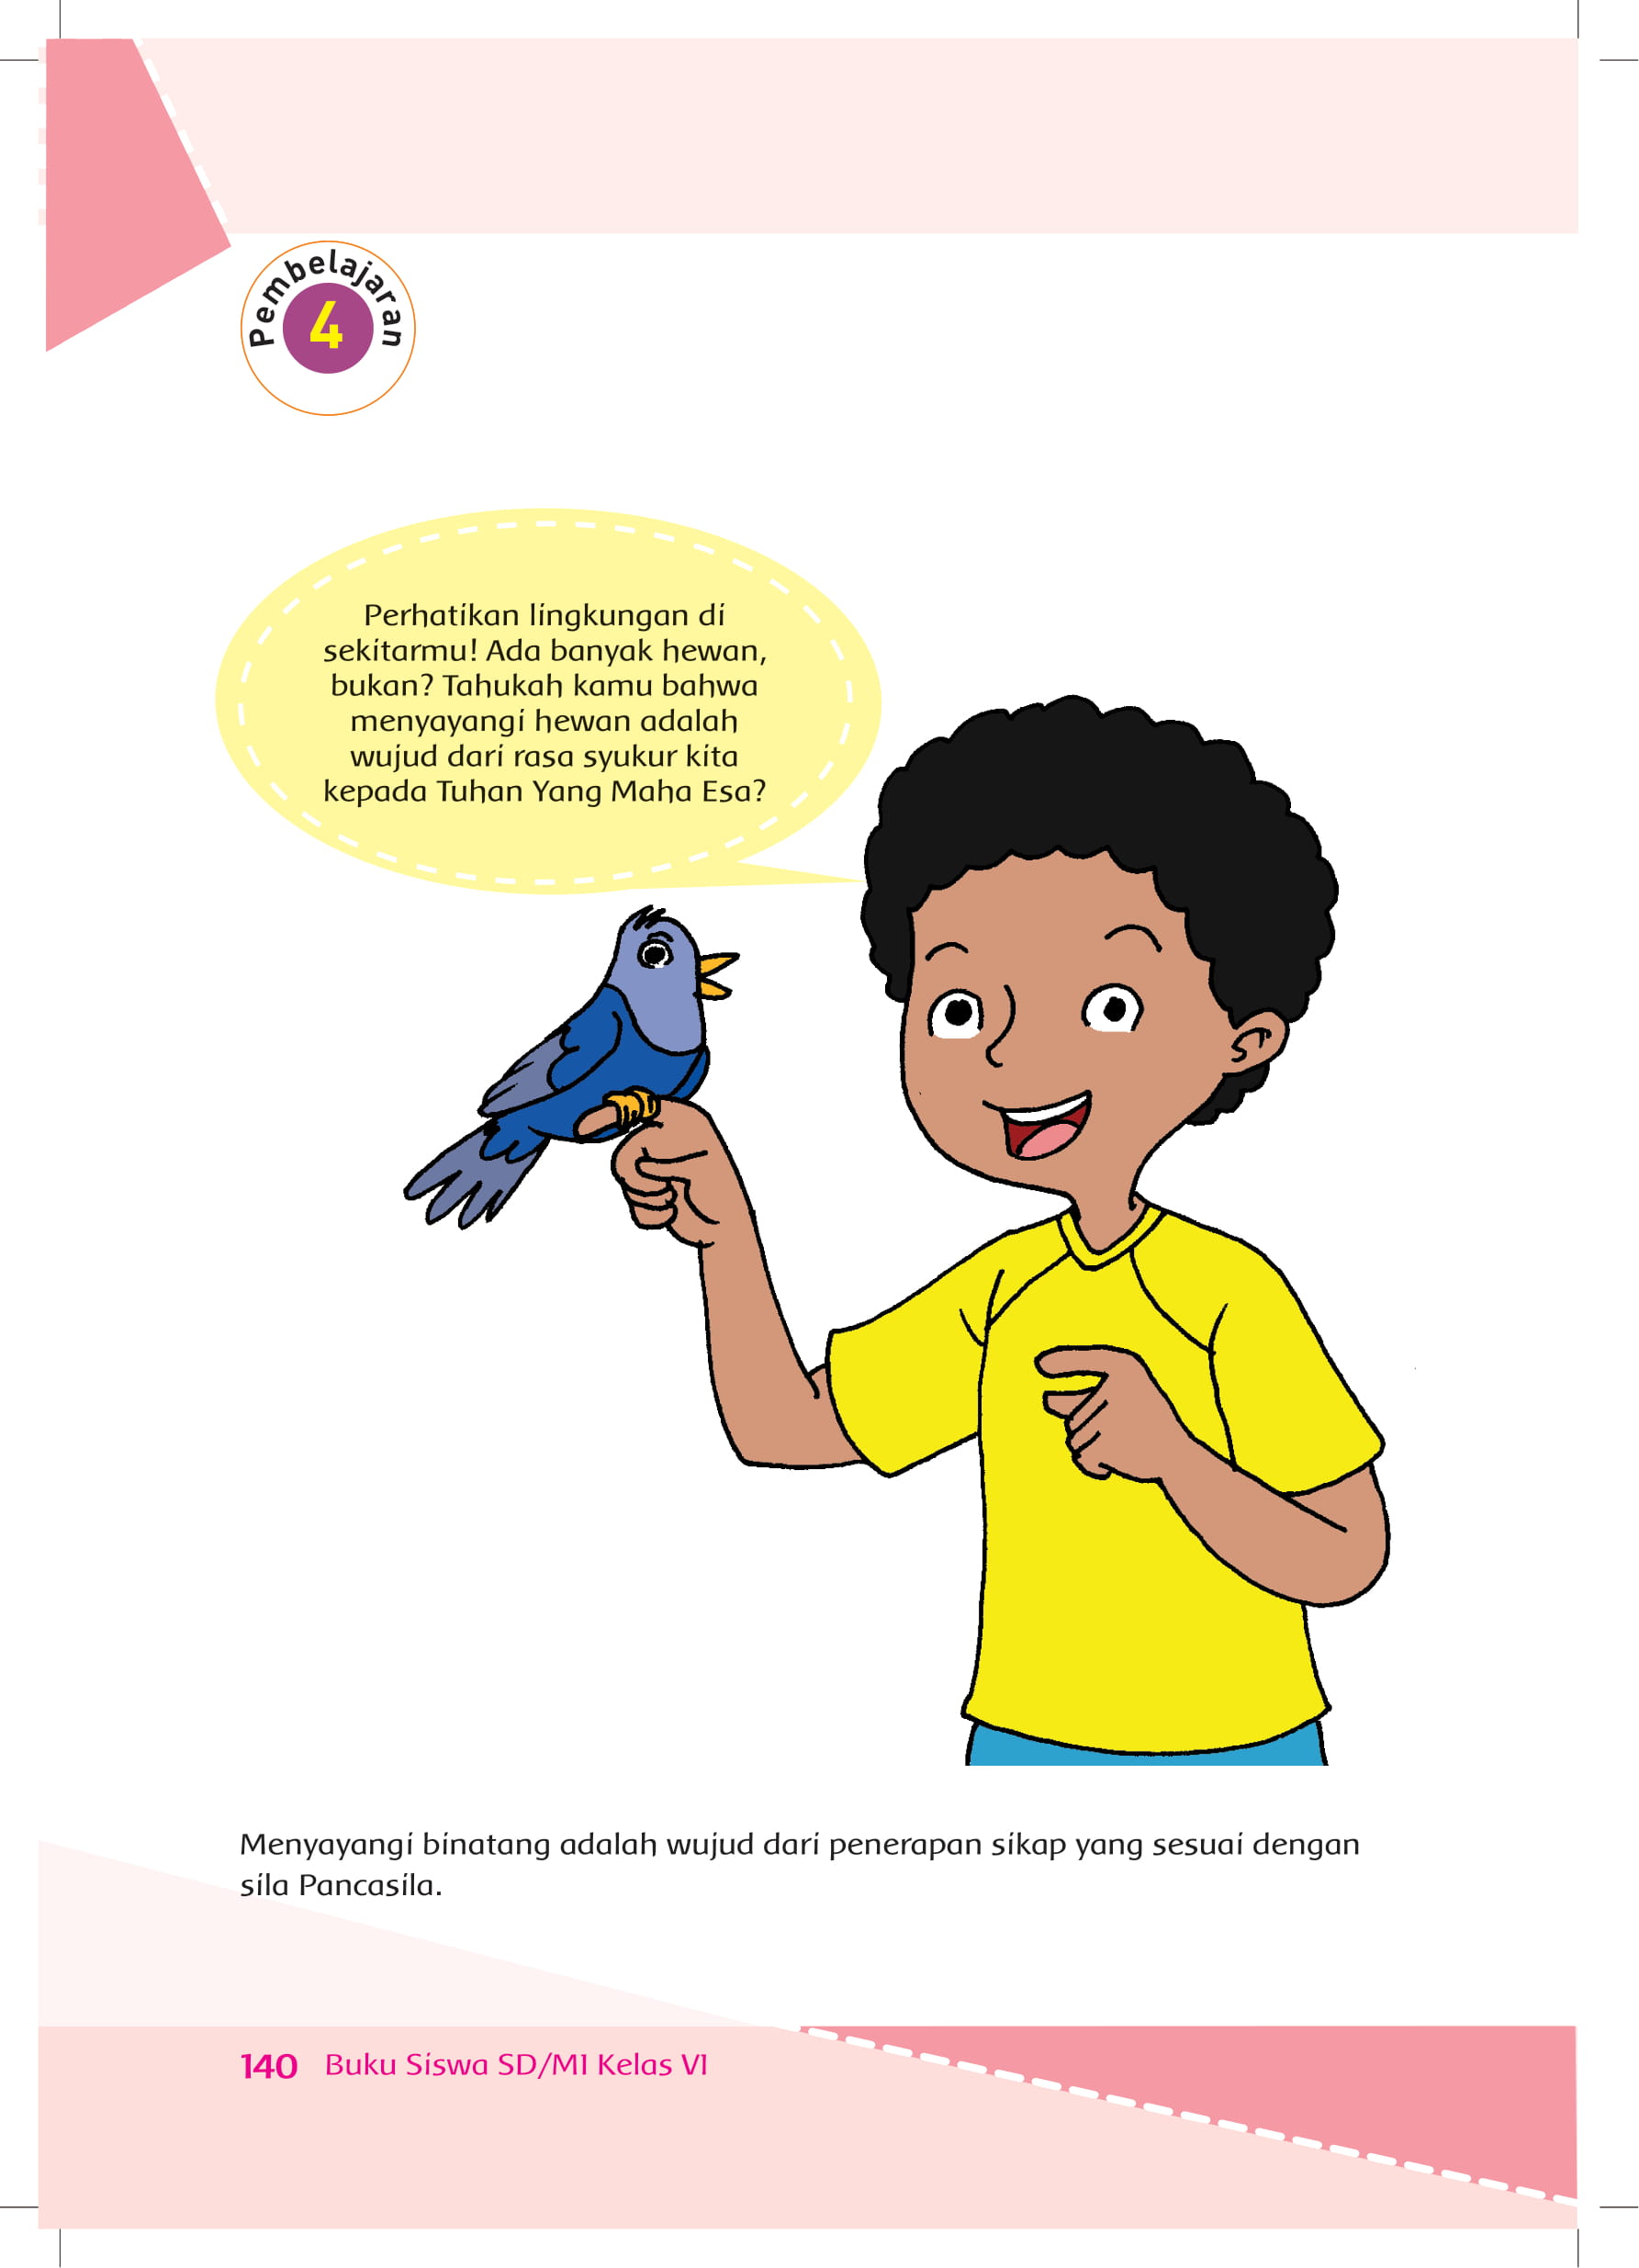 Pembelajaran
4
Perhatikan lingkungan di
sekitarmu! Ada banyak hewan,
bukan? Tahukah kamu bahwa
menyayangi hewan adalah
wujud dari rasa syukur kita
kepada Tuhan Yang Maha Esa?
Menyayangi binatang adalah wujud dari penerapan sikap yang sesuai dengan
sila Pancasila.
140 Buku Siswa SD/MI Kelas VI